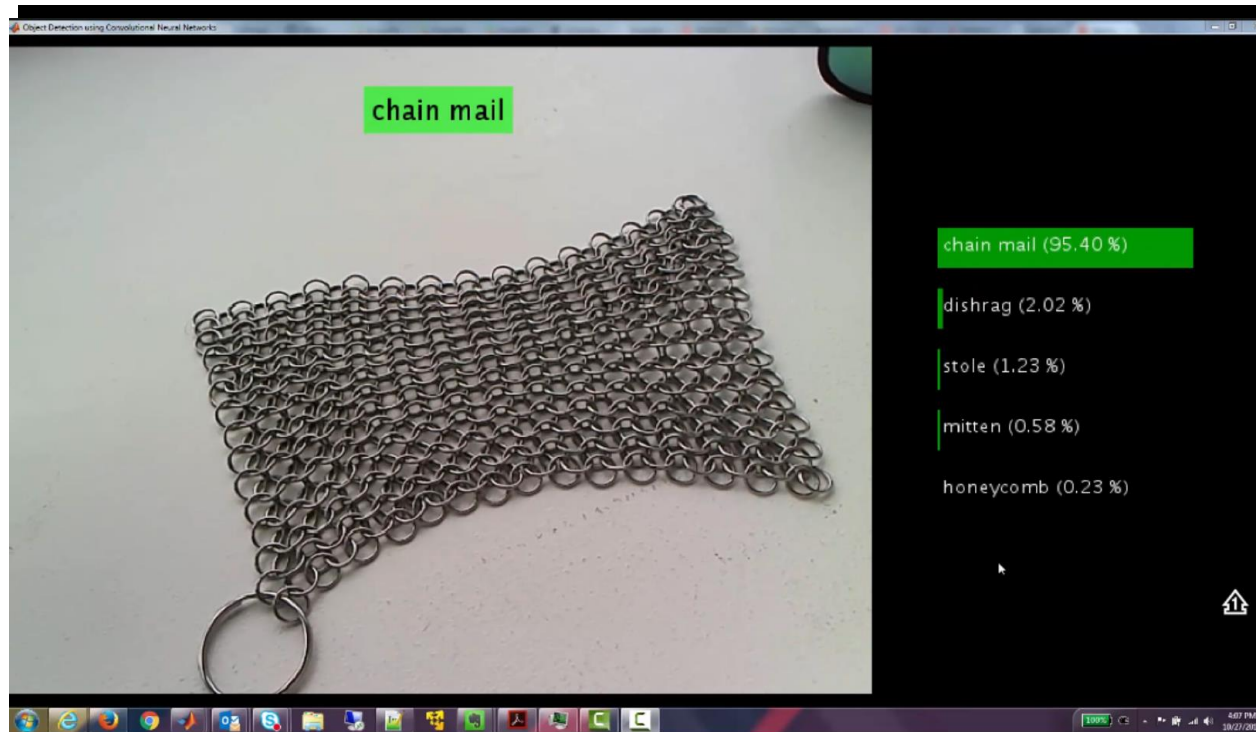 Object Detection using Convolutional Neural Networks
chain mail
chain mail (95.40 %)
dishrag (2.02 %)
stole (1.23 %)
mitten (0.58 %)
honeycomb (0.23 %)
1
100%
4:07 PM